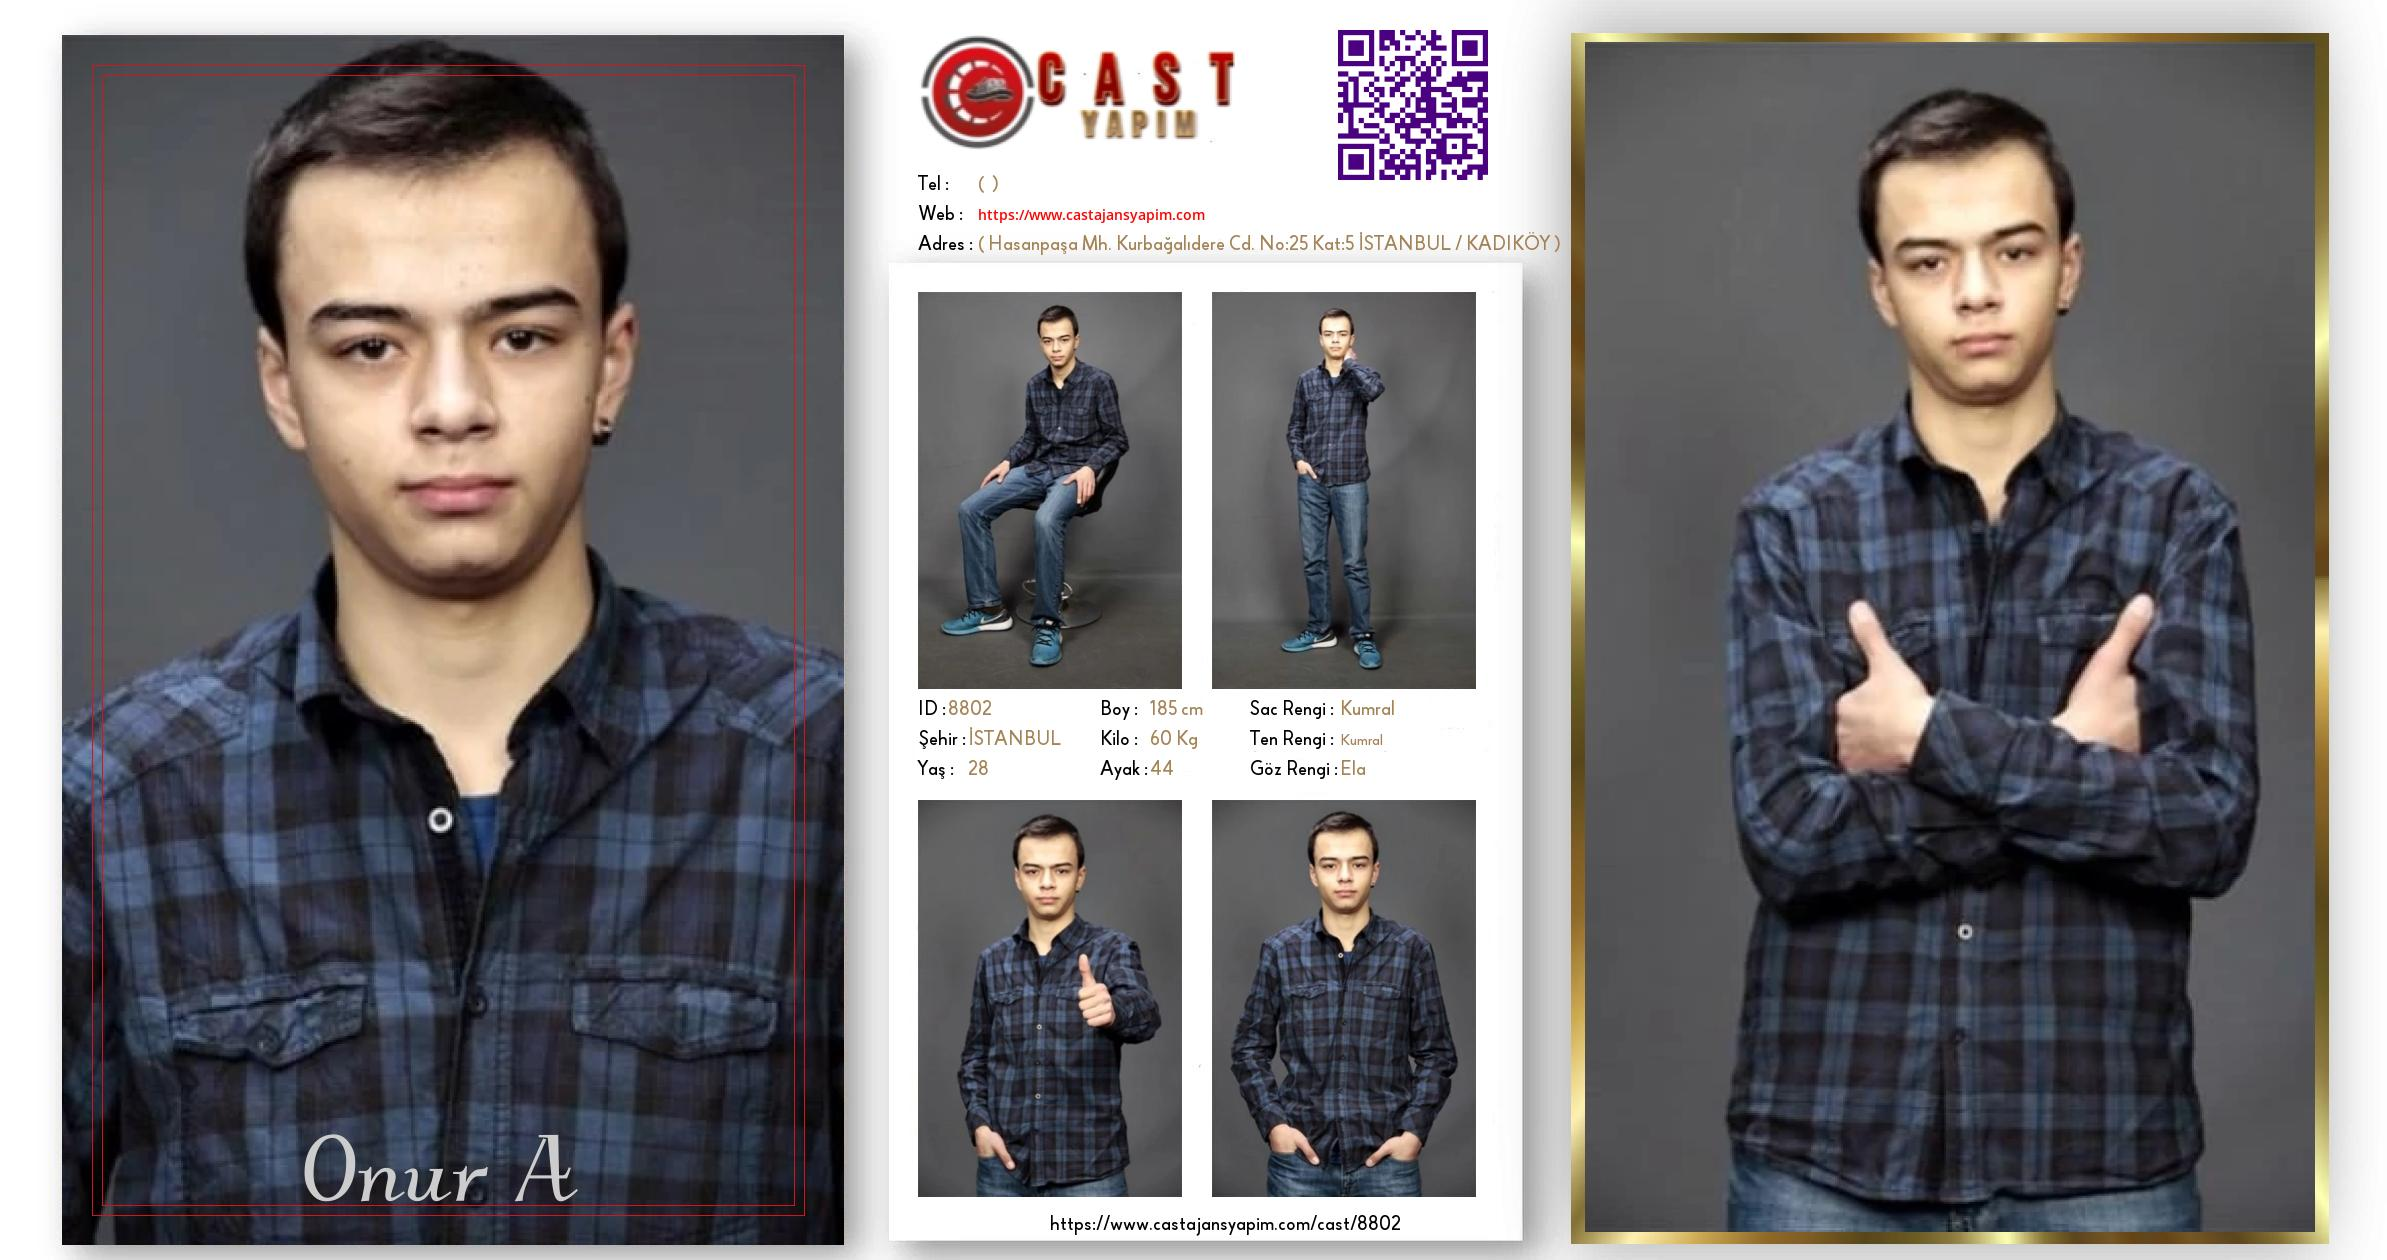 Onur A
CAST
YAPIM
Tel : ( )
Web : https://www.castajansyapim.com
Adres : ( Hasanpaşa Mh. Kurbağalıdere Cd. No:25 Kat:5 İSTANBUL / KADIKÖY )
ID : 8802 Boy : 185 cm Sac Rengi : Kumral
Şehir : İSTANBUL Kilo : 60 Kg Ten Rengi : Kumral
Yaş : 28 Ayak : 44 Göz Rengi : Ela
https://www.castajansyapim.com/cast/8802